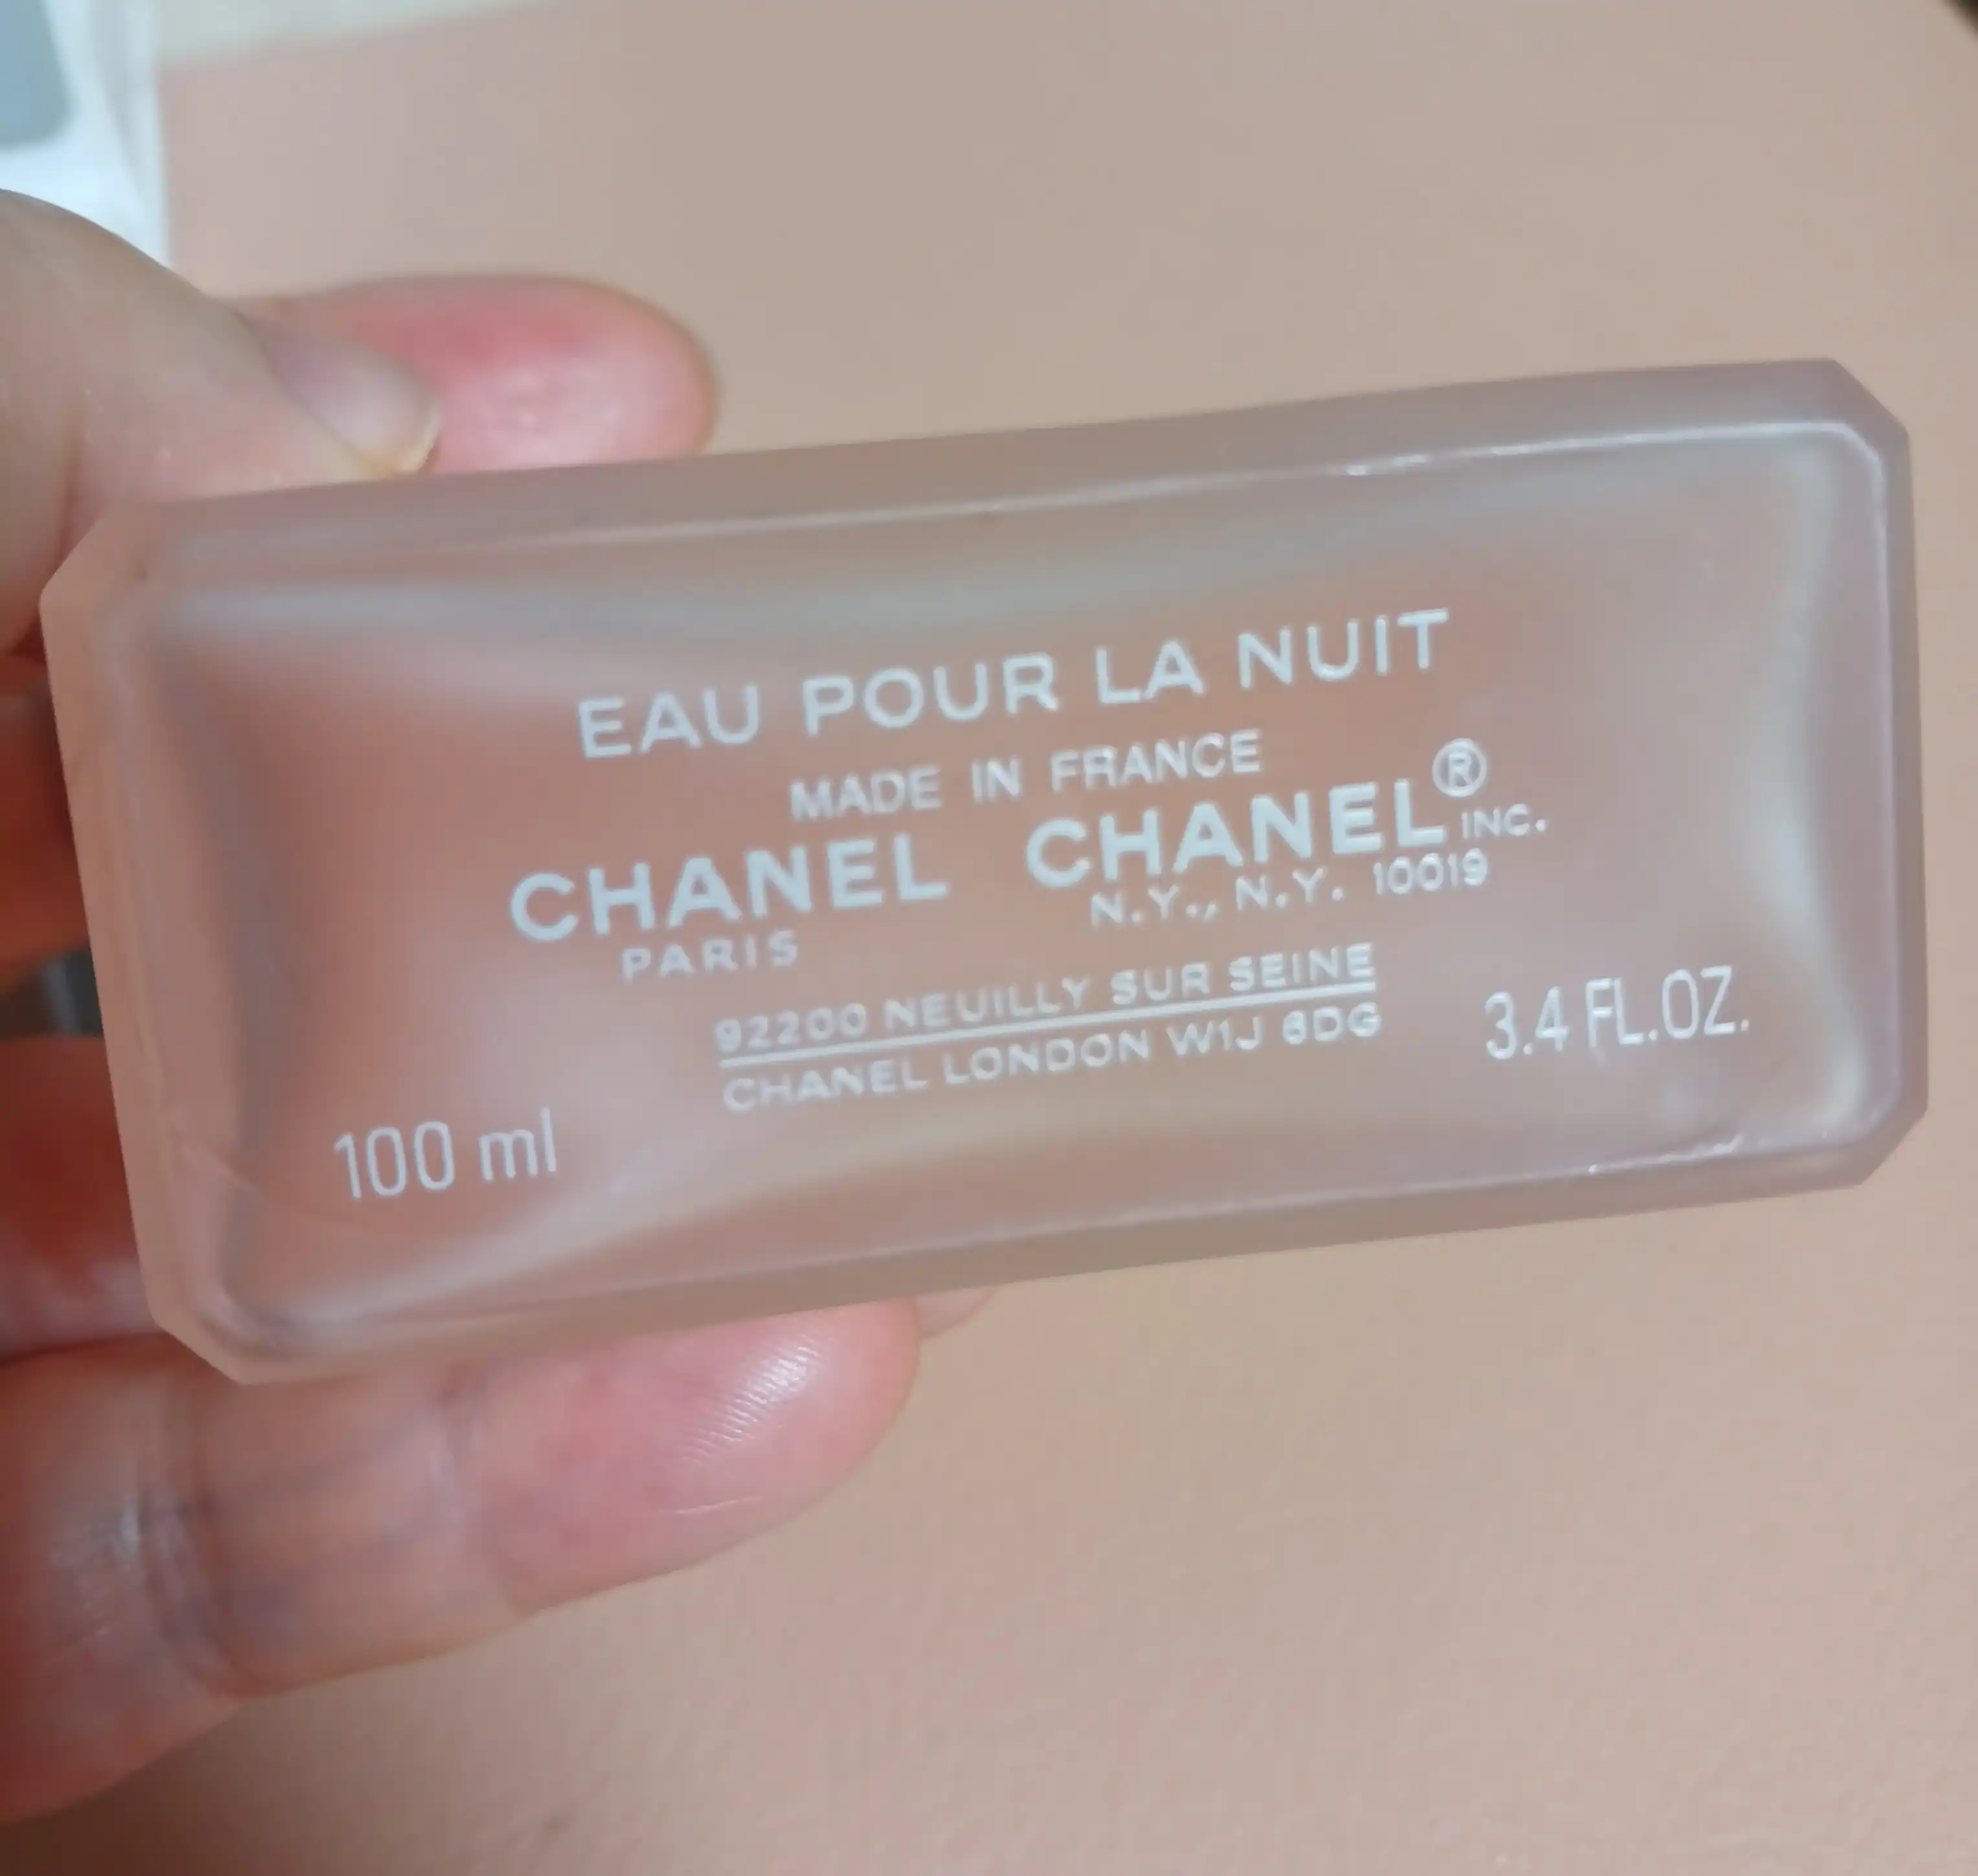 EAU POUR LA NUIT
MADE IN FRANCE
CHANEL
PARIS
CHANEL® INC.
N.Y., N.Y. 10019
92200 NEUILLY SUR SEINE
CHANEL LONDON W1J 6DG
100 ml
3.4 FL.OZ.